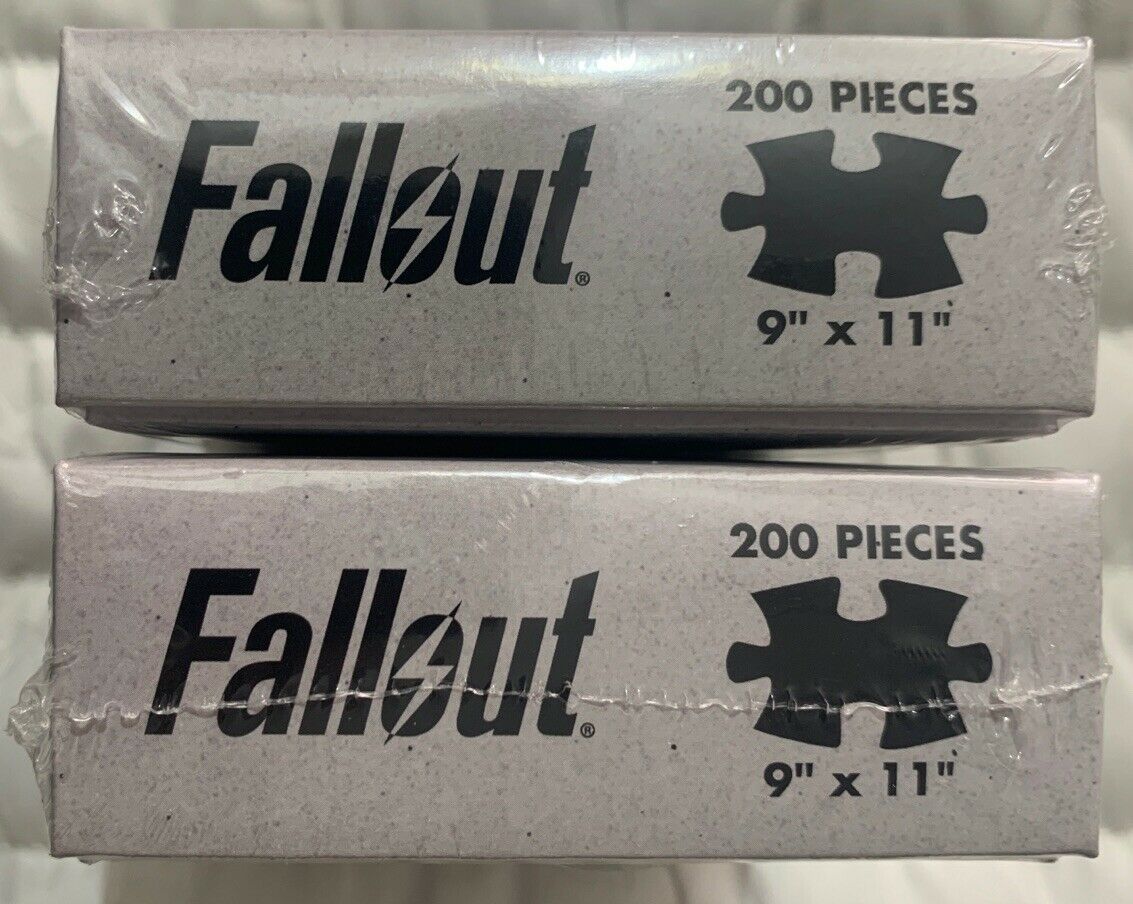 Fallout®
200 PIECES
9" x 11"
Fallout®
200 PIECES
9" x 11"